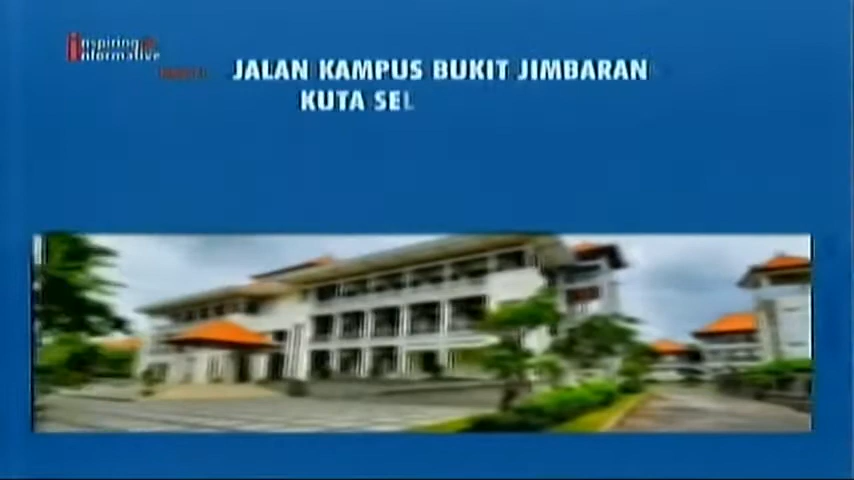 Inspiring
Informative
JALAN KAMPUS BUKIT JIMBARAN
KUTA SEL